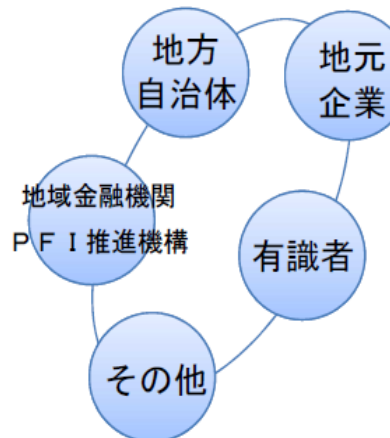 地方
自治体
地元
企業
地域金融機関
ＰＦＩ推進機構
有識者
その他